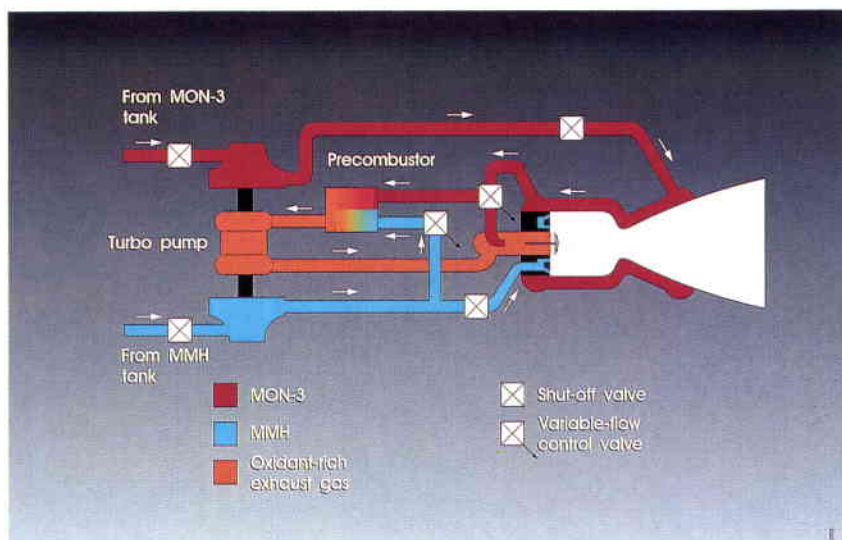 From MON-3
tank
Precombustor
Turbo pump
From MMH
tank
MON-3
MMH
Oxidant-rich
exhaust gas
Shut-off valve
Variable-flow
control valve